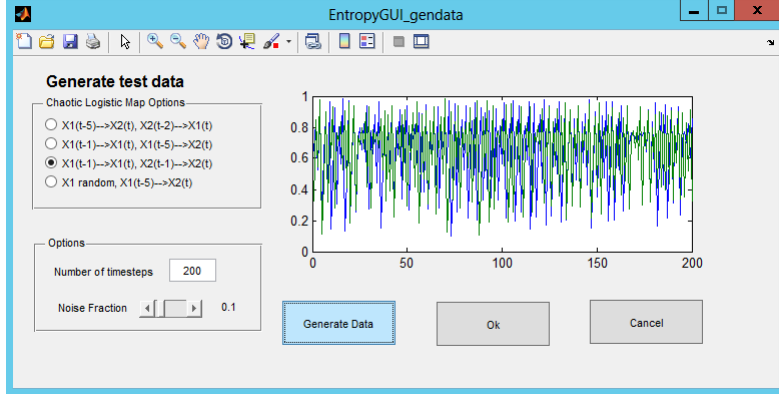 EntropyGUI_gendata
Generate test data
Chaotic Logistic Map Options
X1(t-5)-->X2(t), X2(t-2)-->X1(t)
X1(t-1)-->X1(t), X1(t-5)-->X2(t)
X1(t-1)-->X1(t), X2(t-1)-->X2(t)
X1 random, X1(t-5)-->X2(t)
Options
Number of timesteps 200
Noise Fraction 0.1
1
0.8
0.6
0.4
0.2
0
0 50 100 150 200
Generate Data Ok Cancel